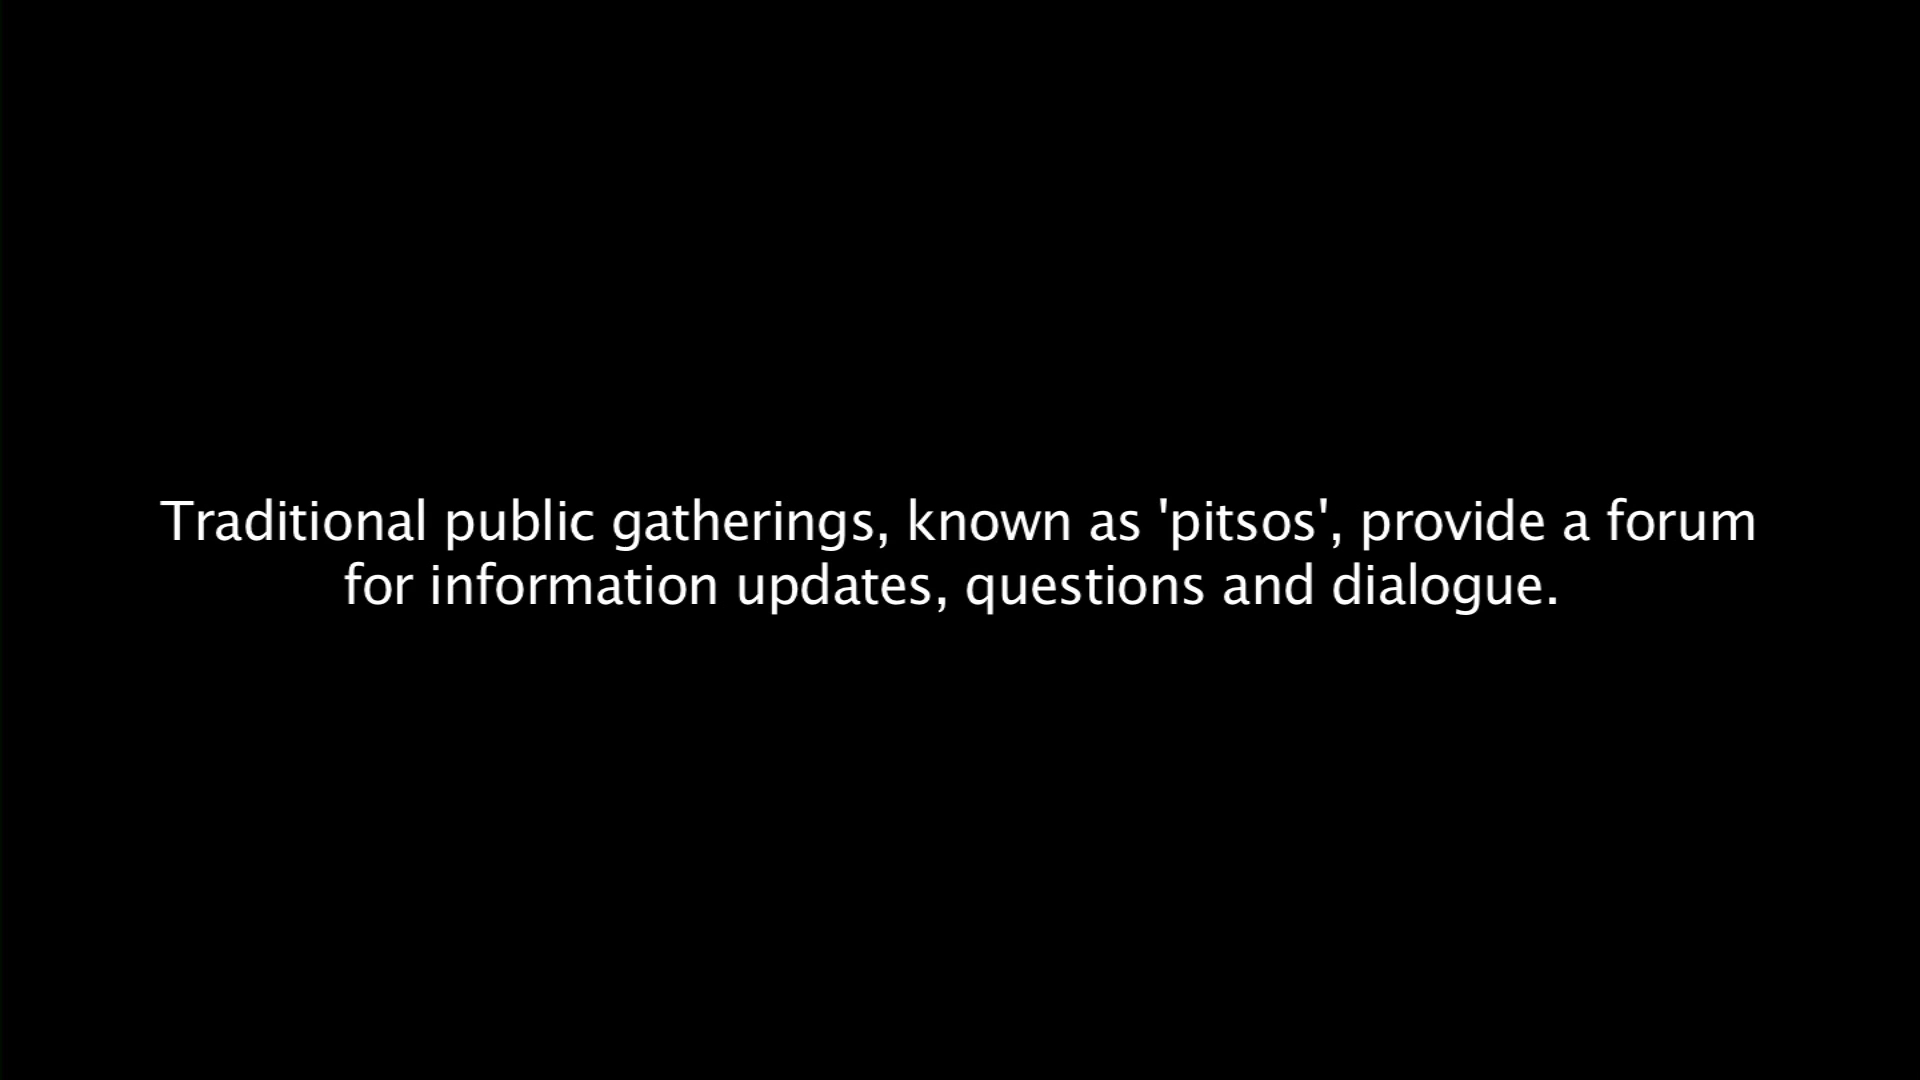 Traditional public gatherings, known as 'pitsos', provide a forum
for information updates, questions and dialogue.